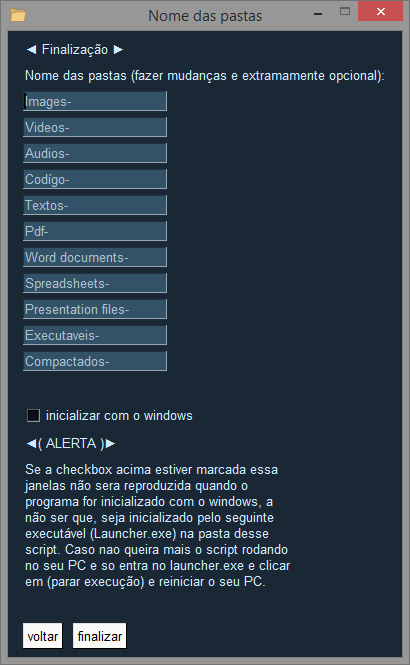 Nome das pastas
◄ Finalização ►
Nome das pastas (fazer mudanças e extramamente opcional):
Images-
Videos-
Audios-
Codígo-
Textos-
Pdf-
Word documents-
Spreadsheets-
Presentation files-
Executaveis-
Compactados-
inicializar com o windows
◄( ALERTA )►
Se a checkbox acima estiver marcada essa
janelas não sera reproduzida quando o
programa for inicializado com o windows, a
não ser que, seja inicializado pelo seguinte
executável (Launcher.exe) na pasta desse
script. Caso nao queira mais o script rodando
no seu PC e so entra no launcher.exe e clicar
em (parar execução) e reiniciar o seu PC.
voltar finalizar